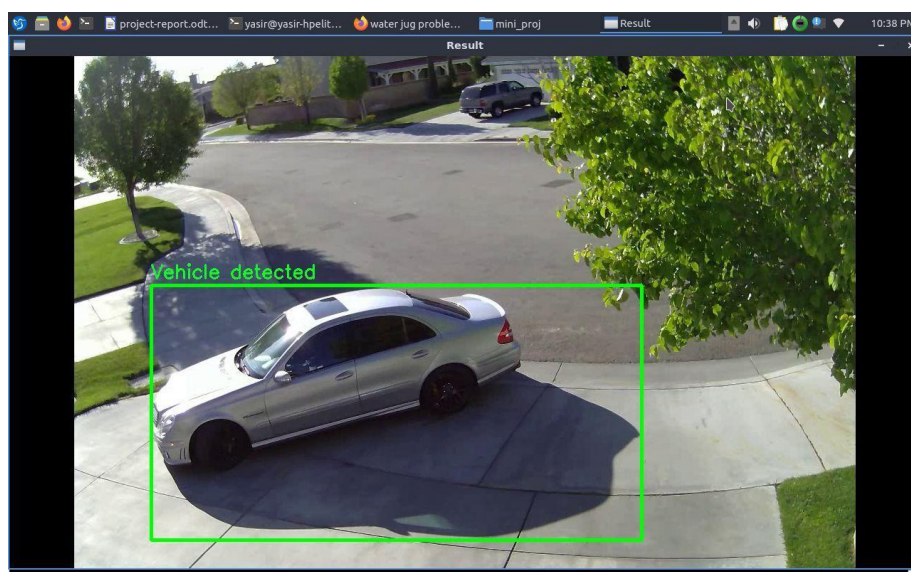 project-report.odt...
yasir@yasir-hpelit...
water jug proble...
mini_proj
Result
10:38 PM
Result
Vehicle detected